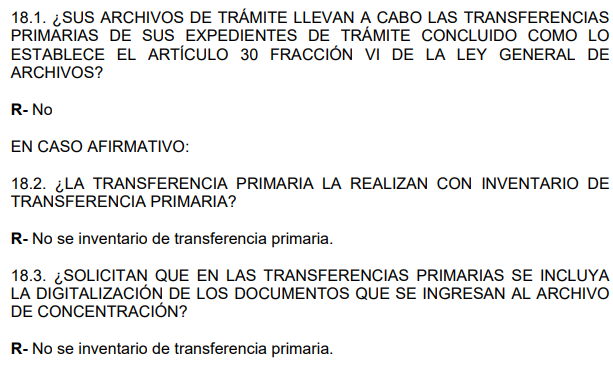 18.1. ¿SUS ARCHIVOS DE TRÁMITE LLEVAN A CABO LAS TRANSFERENCIAS
PRIMARIAS DE SUS EXPEDIENTES DE TRÁMITE CONCLUIDO COMO LO
ESTABLECE EL ARTÍCULO 30 FRACCIÓN VI DE LA LEY GENERAL DE
ARCHIVOS?
R- No
EN CASO AFIRMATIVO:
18.2. ¿LA TRANSFERENCIA PRIMARIA LA REALIZAN CON INVENTARIO DE
TRANSFERENCIA PRIMARIA?
R- No se inventario de transferencia primaria.
18.3. ¿SOLICITAN QUE EN LAS TRANSFERENCIAS PRIMARIAS SE INCLUYA
LA DIGITALIZACIÓN DE LOS DOCUMENTOS QUE SE INGRESAN AL ARCHIVO
DE CONCENTRACIÓN?
R- No se inventario de transferencia primaria.